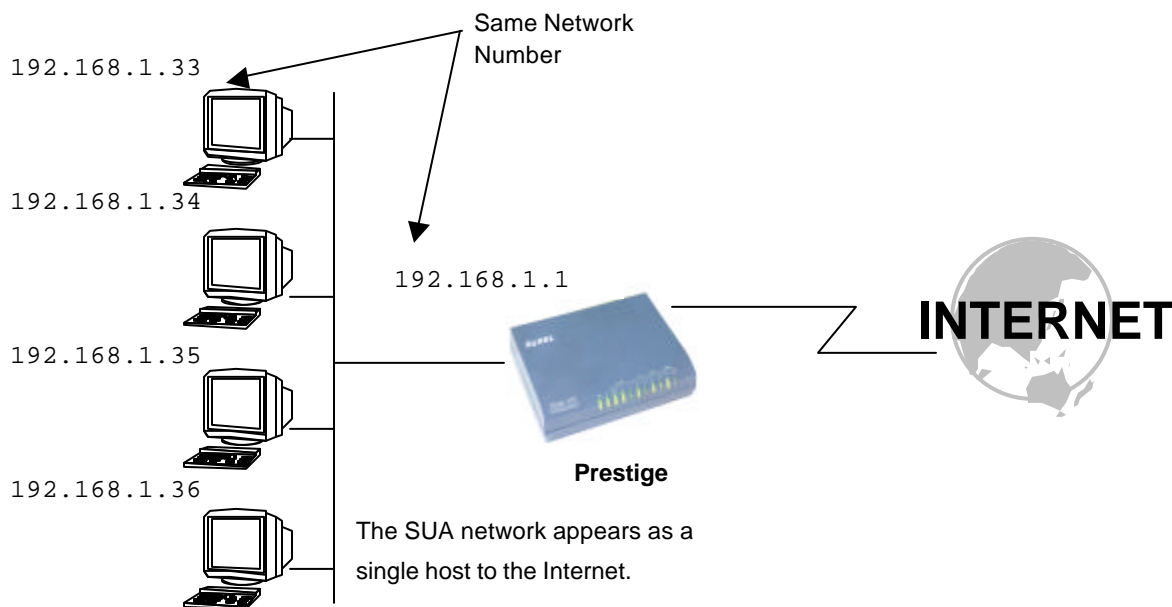 Same Network
Number
192.168.1.33
192.168.1.34
192.168.1.1
INTERNET
192.168.1.35
Prestige
192.168.1.36
The SUA network appears as a
single host to the Internet.